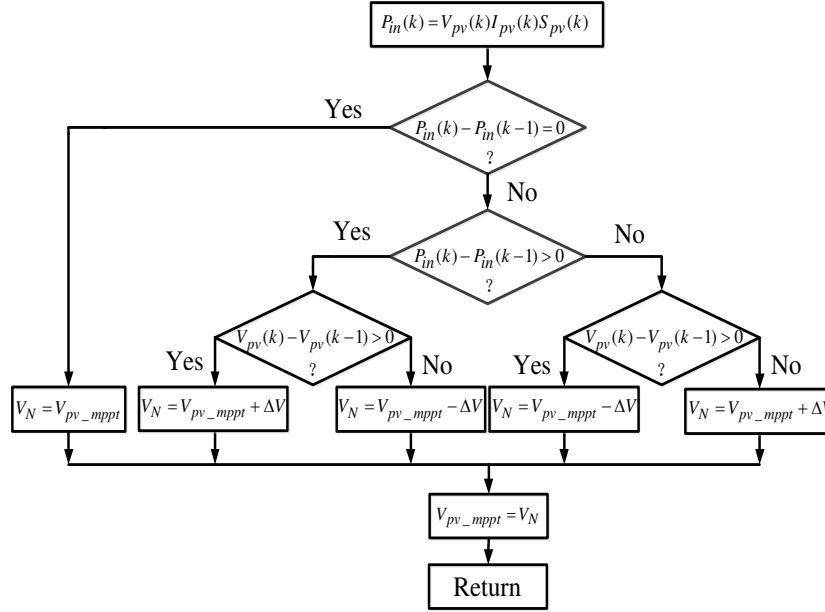 P_in(k) = V_pv(k)I_pv(k)S_pv(k)
Yes
P_in(k) − P_in(k−1) = 0
?
No
Yes
No
P_in(k) − P_in(k−1) > 0
?
V_pv(k) − V_pv(k−1) > 0
?
V_pv(k) − V_pv(k−1) > 0
?
Yes
No
Yes
No
V_N = V_pv_mppt
V_N = V_pv_mppt + ΔV
V_N = V_pv_mppt − ΔV
V_N = V_pv_mppt − ΔV
V_N = V_pv_mppt + ΔV
V_pv_mppt = V_N
Return